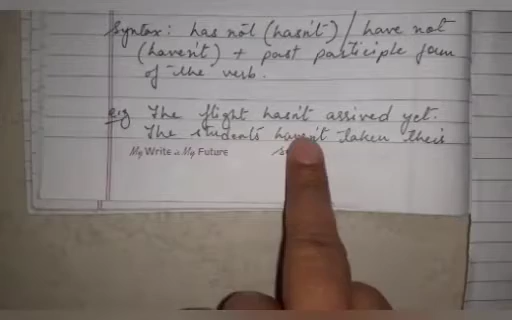 Syntax: has not (hasn't) / have not
(haven't) + past participle form
of the verb.
e.g The flight hasn't arrived yet.
The students haven't taken their
My Write is My Future